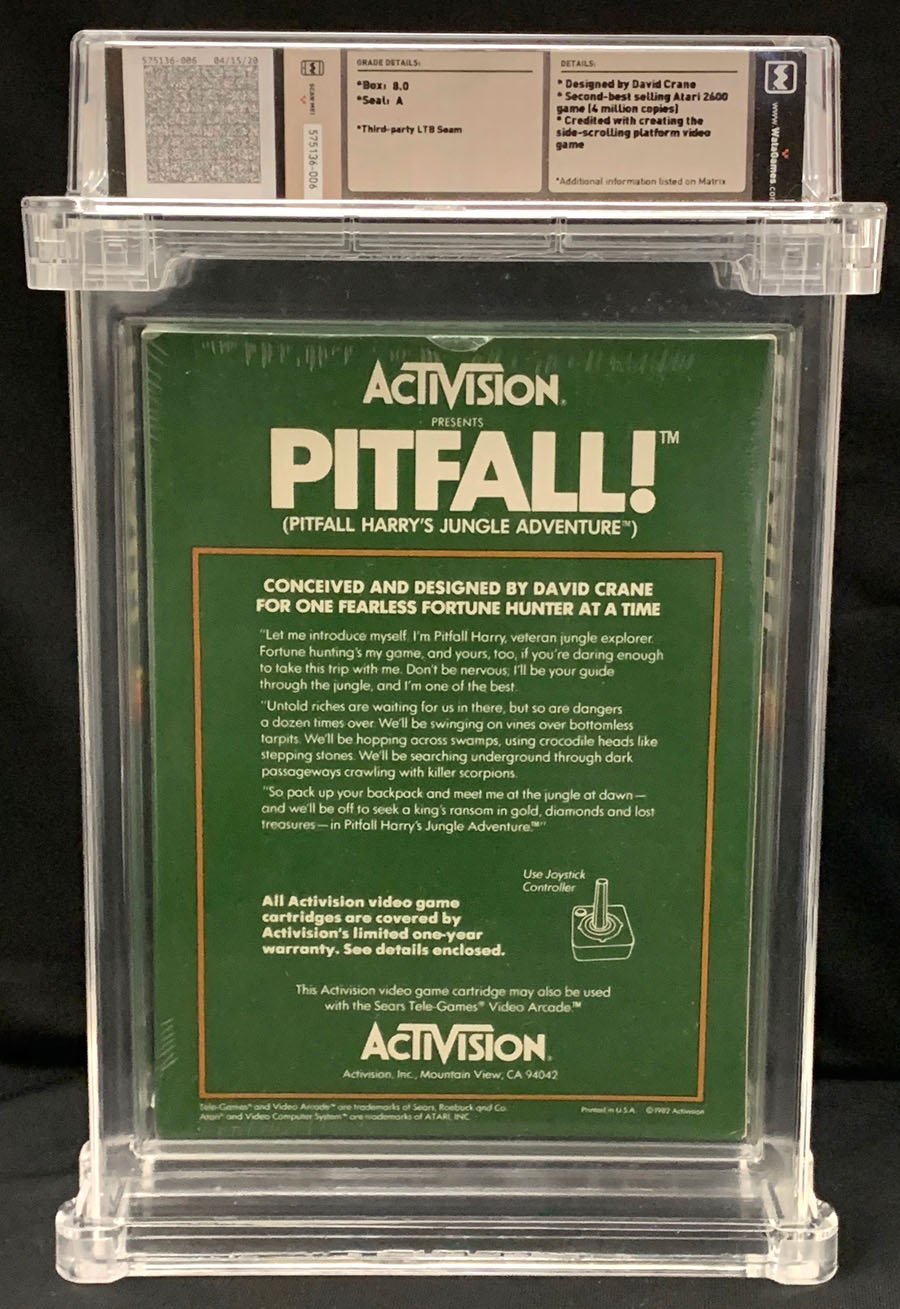 575136-006 04/15/20
SCAN ME!
575136-006
GRADE DETAILS:
*Box: 8.0
*Seal: A
*Third-party LTB Seam
DETAILS:
* Designed by David Crane
* Second-best selling Atari 2600
game (4 million copies)
* Credited with creating the
side-scrolling platform video
game
*Additional information listed on Matrix
www.WataGames.com
ACTIVISION®
PRESENTS
PITFALL!™
(PITFALL HARRY'S JUNGLE ADVENTURE™)
CONCEIVED AND DESIGNED BY DAVID CRANE
FOR ONE FEARLESS FORTUNE HUNTER AT A TIME
"Let me introduce myself. I'm Pitfall Harry, veteran jungle explorer.
Fortune hunting's my game, and yours, too, if you're daring enough
to take this trip with me. Don't be nervous; I'll be your guide
through the jungle, and I'm one of the best.
"Untold riches are waiting for us in there, but so are dangers
a dozen times over. We'll be swinging on vines over bottomless
tarpits. We'll be hopping across swamps, using crocodile heads like
stepping stones. We'll be searching underground through dark
passageways crawling with killer scorpions.
"So pack up your backpack and meet me at the jungle at dawn—
and we'll be off to seek a king's ransom in gold, diamonds and lost
treasures—in Pitfall Harry's Jungle Adventure.™"
Use Joystick
Controller
All Activision video game
cartridges are covered by
Activision's limited one-year
warranty. See details enclosed.
This Activision video game cartridge may also be used
with the Sears Tele-Games® Video Arcade.™
ACTIVISION®
Activision, Inc., Mountain View, CA 94042
Tele-Games® and Video Arcade™ are trademarks of Sears, Roebuck and Co.
Atari® and Video Computer System™ are trademarks of ATARI, INC.
Printed in U.S.A. ©1982 Activision